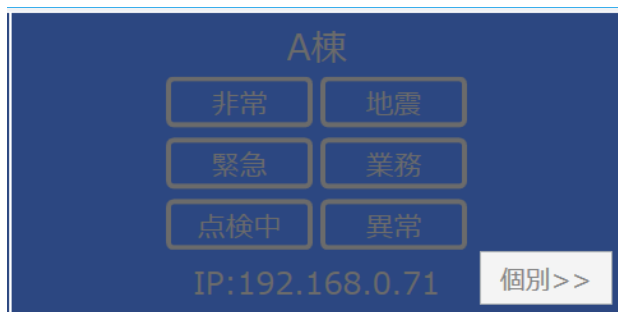 A棟
非常 地震
緊急 業務
点検中 異常
IP:192.168.0.71
個別>>